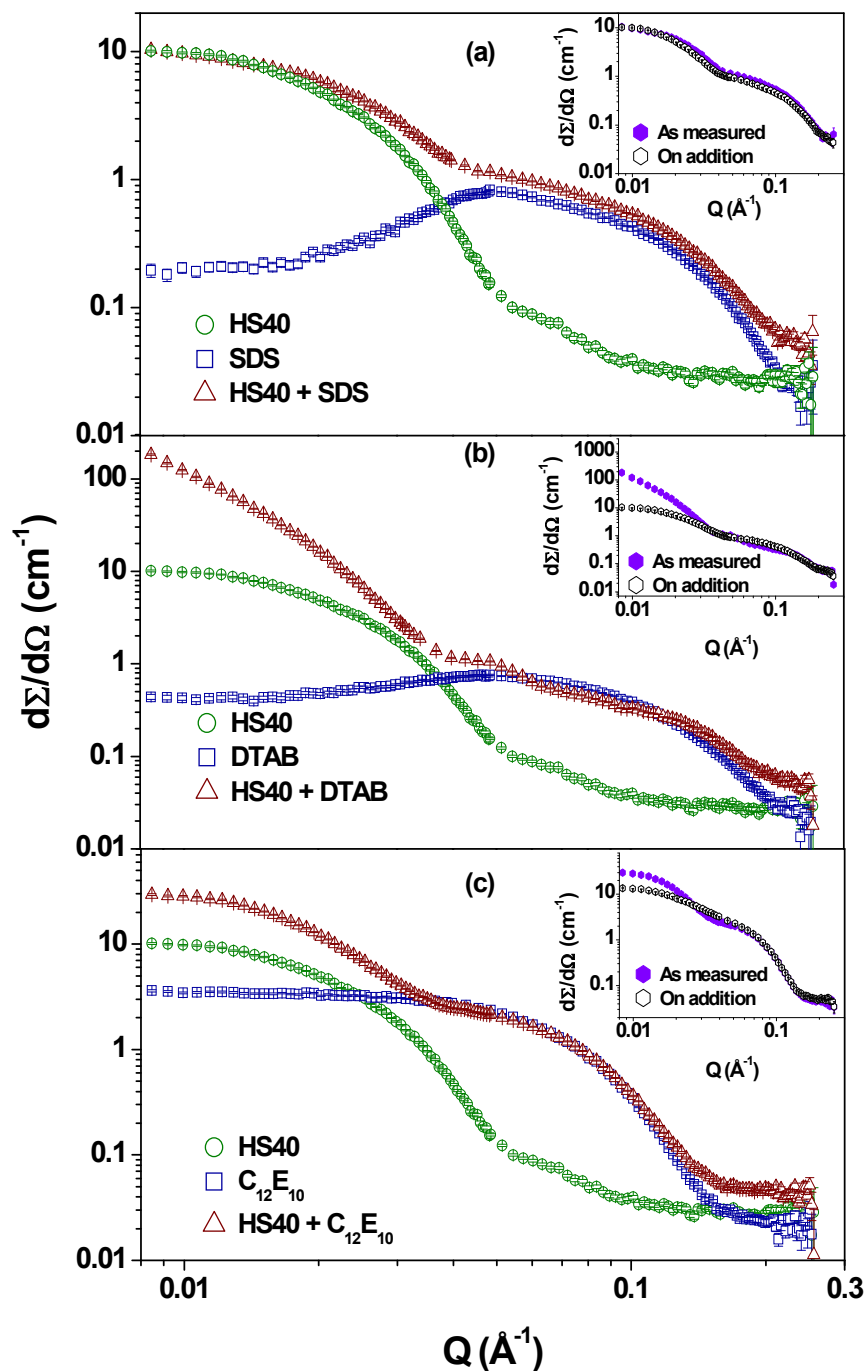 (a)
10
1
0.1
0.01
HS40
SDS
HS40 + SDS
dΣ/dΩ (cm⁻¹)
10
1
0.1
0.01
As measured
On addition
0.01
0.1
Q (Å⁻¹)
(b)
100
10
1
0.1
0.01
HS40
DTAB
HS40 + DTAB
dΣ/dΩ (cm⁻¹)
1000
100
10
1
0.1
0.01
As measured
On addition
0.01
0.1
Q (Å⁻¹)
dΣ/dΩ (cm⁻¹)
(c)
10
1
0.1
0.01
HS40
C₁₂E₁₀
HS40 + C₁₂E₁₀
dΣ/dΩ (cm⁻¹)
10
1
0.1
As measured
On addition
0.01
0.1
Q (Å⁻¹)
0.01
0.1
0.3
Q (Å⁻¹)